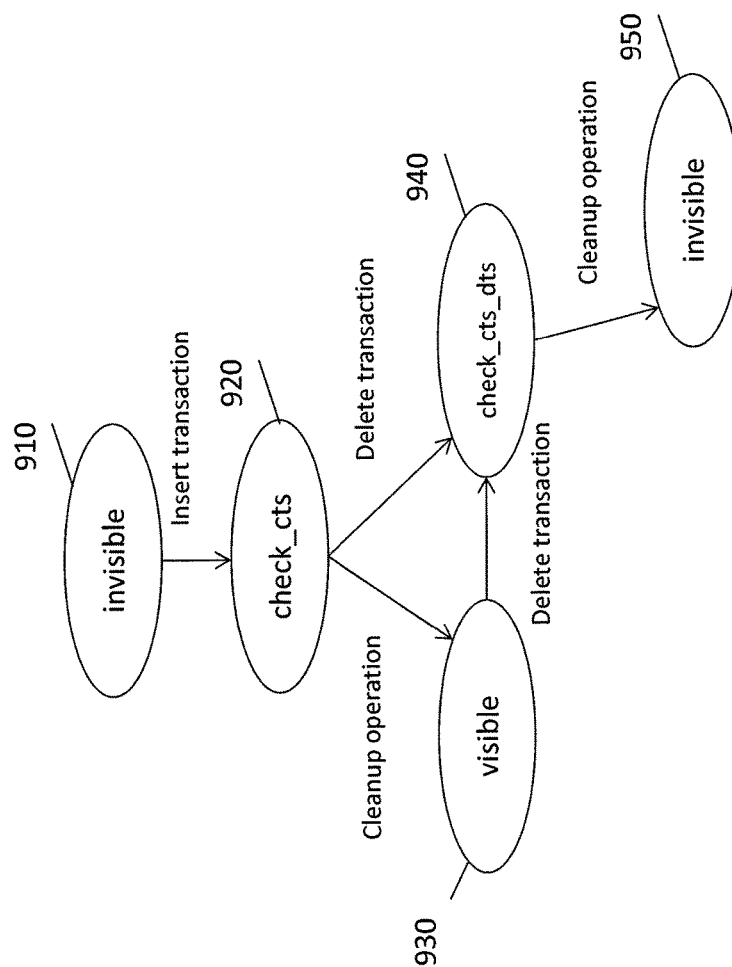 910
invisible
Insert transaction
920
check_cts
Cleanup operation
Delete transaction
930
visible
Delete transaction
940
check_cts_dts
Cleanup operation
950
invisible